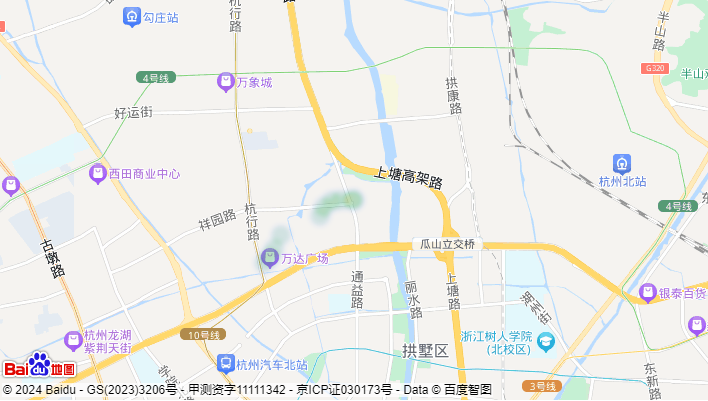 勾庄站
杭行路
路
半山路
4号线
万象城
G320
半山
好运街
拱康路
西田商业中心
上塘高架路
杭州北站
祥园路
杭行路
4号线
东
古墩路
瓜山立交桥
万达广场
通益路
丽水路
上塘路
湖州街
银泰百货
10号线
杭州龙湖
紫荆天街
浙江树人学院
(北校区)
拱墅区
杭州汽车北站
学院
东新路
3号线
Bai du 地图
© 2024 Baidu - GS(2023)3206号 - 甲测资字11111342 - 京ICP证030173号 - Data © 百度智图